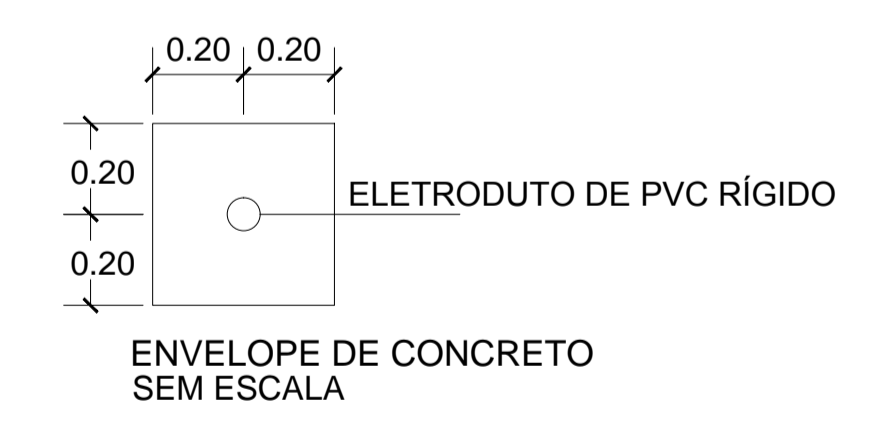 0.20 0.20
0.20
ELETRODUTO DE PVC RÍGIDO
0.20
ENVELOPE DE CONCRETO
SEM ESCALA